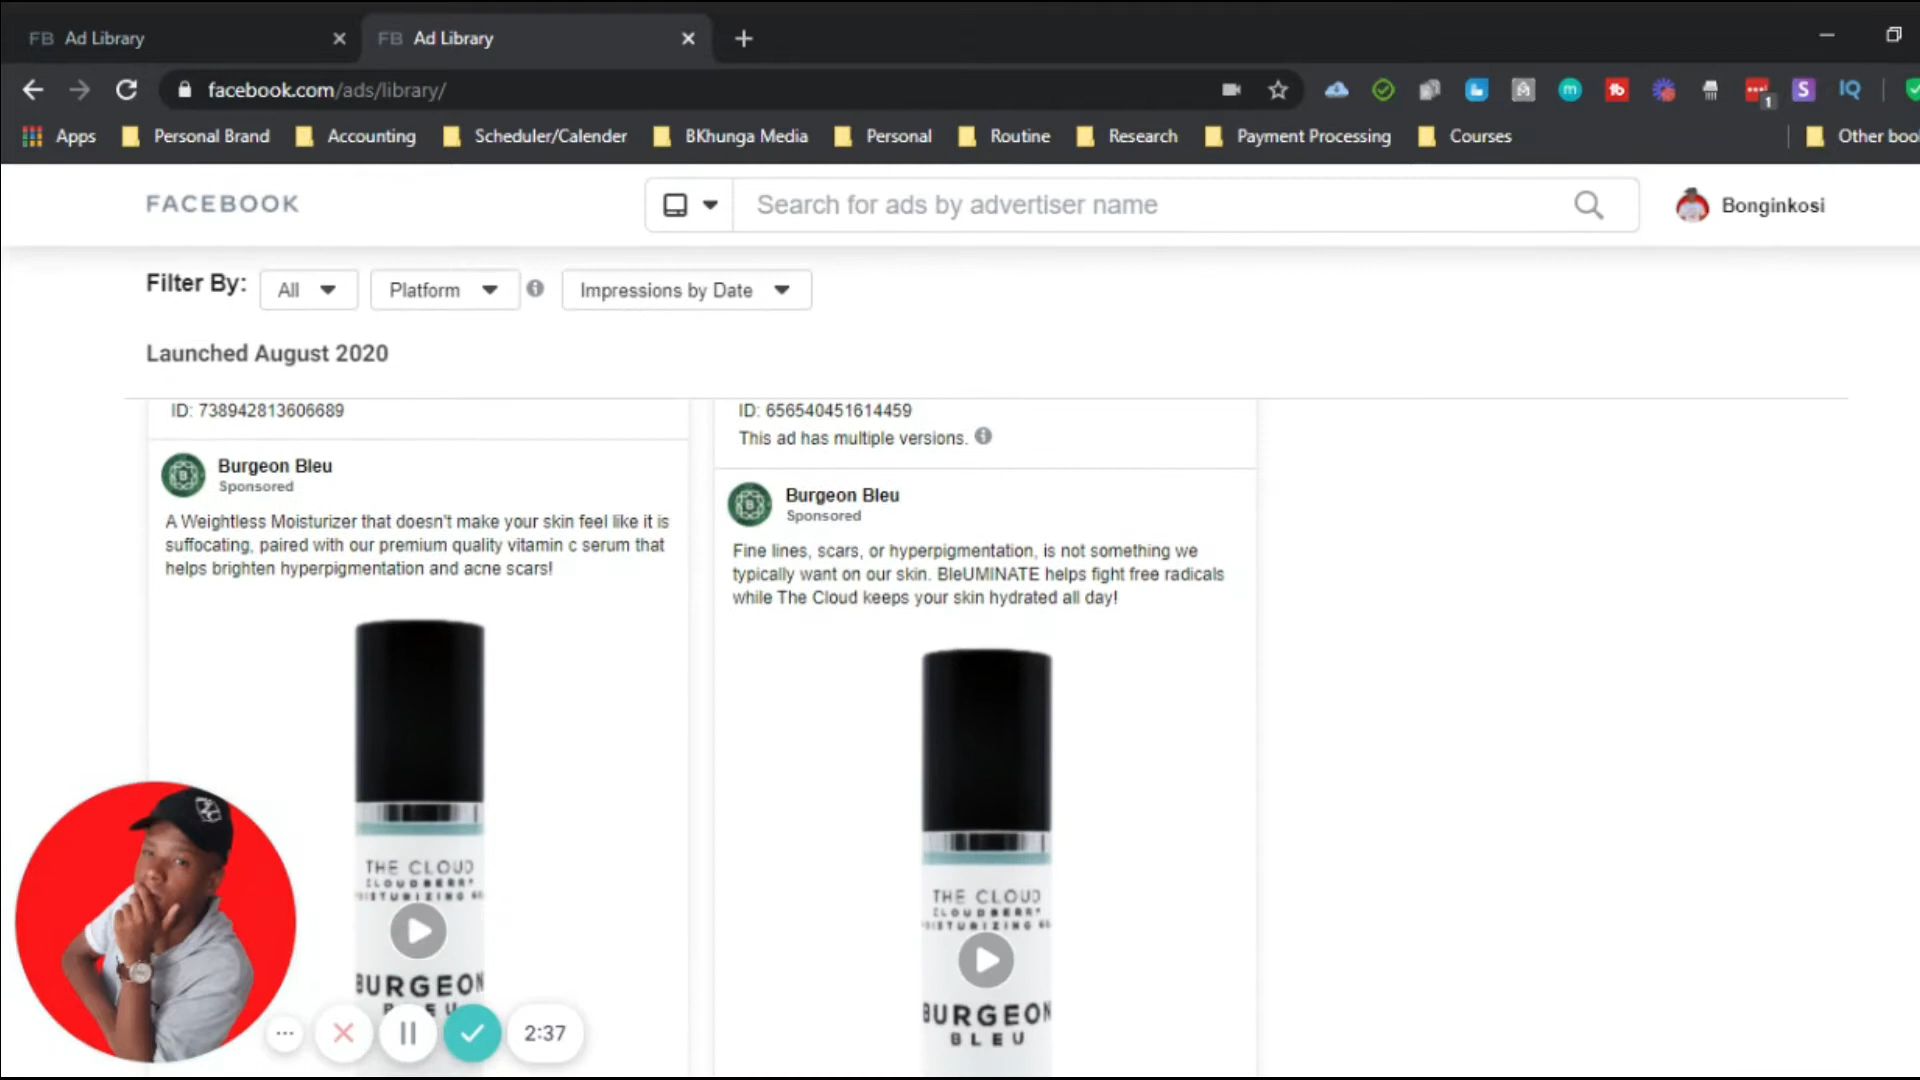 FB Ad Library
FB Ad Library
facebook.com/ads/library/
1
S
IQ
Apps
Personal Brand
Accounting
Scheduler/Calender
BKhunga Media
Personal
Routine
Research
Payment Processing
Courses
Other boo
FACEBOOK
Search for ads by advertiser name
Bonginkosi
Filter By:
All
Platform
Impressions by Date
Launched August 2020
ID: 738942813606689
Burgeon Bleu
Sponsored
A Weightless Moisturizer that doesn't make your skin feel like it is
suffocating, paired with our premium quality vitamin c serum that
helps brighten hyperpigmentation and acne scars!
THE CLOUD
CLOUDBERRY
BURGEON
BLEU
ID: 656540451614459
This ad has multiple versions.
Burgeon Bleu
Sponsored
Fine lines, scars, or hyperpigmentation, is not something we
typically want on our skin. BleUMINATE helps fight free radicals
while The Cloud keeps your skin hydrated all day!
THE CLOUD
CLOUDBERRY
BURGEON
BLEU
2:37